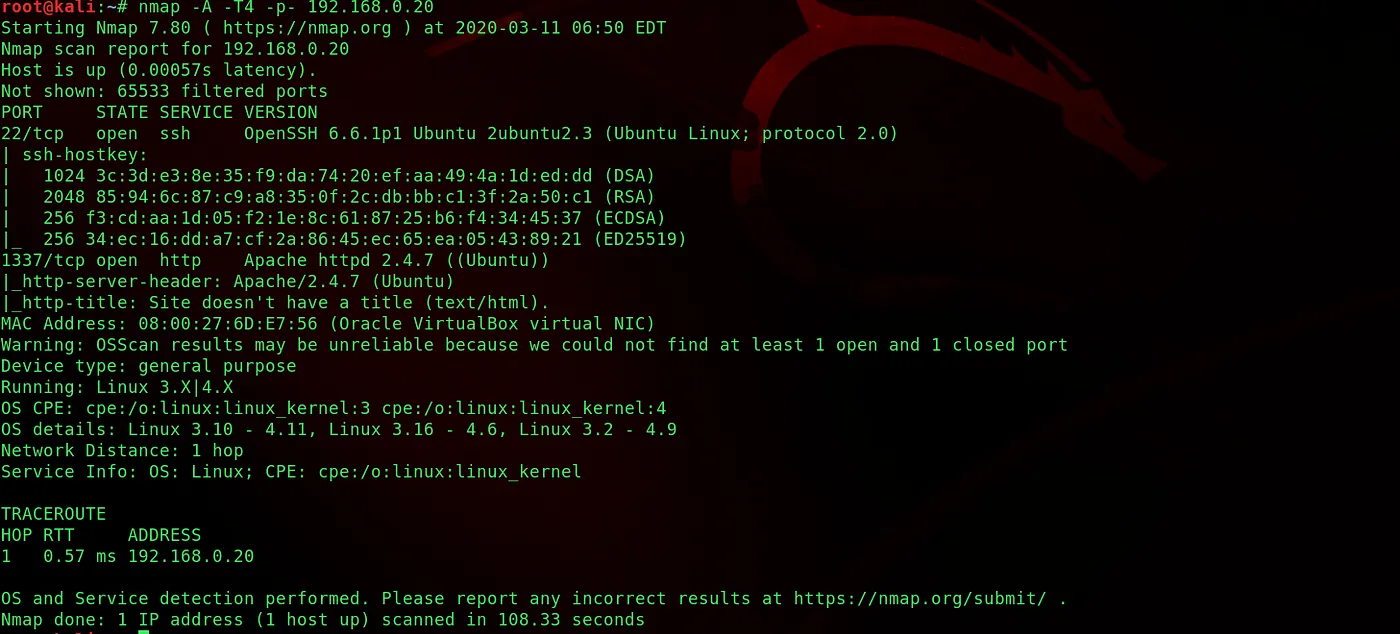 root@kali:~# nmap -A -T4 -p- 192.168.0.20
Starting Nmap 7.80 ( https://nmap.org ) at 2020-03-11 06:50 EDT
Nmap scan report for 192.168.0.20
Host is up (0.00057s latency).
Not shown: 65533 filtered ports
PORT     STATE SERVICE VERSION
22/tcp   open  ssh     OpenSSH 6.6.1p1 Ubuntu 2ubuntu2.3 (Ubuntu Linux; protocol 2.0)
| ssh-hostkey:
|   1024 3c:3d:e3:8e:35:f9:da:74:20:ef:aa:49:4a:1d:ed:dd (DSA)
|   2048 85:94:6c:87:c9:a8:35:0f:2c:db:bb:c1:3f:2a:50:c1 (RSA)
|   256 f3:cd:aa:1d:05:f2:1e:8c:61:87:25:b6:f4:34:45:37 (ECDSA)
|_  256 34:ec:16:dd:a7:cf:2a:86:45:ec:65:ea:05:43:89:21 (ED25519)
1337/tcp open  http    Apache httpd 2.4.7 ((Ubuntu))
|_http-server-header: Apache/2.4.7 (Ubuntu)
|_http-title: Site doesn't have a title (text/html).
MAC Address: 08:00:27:6D:E7:56 (Oracle VirtualBox virtual NIC)
Warning: OSScan results may be unreliable because we could not find at least 1 open and 1 closed port
Device type: general purpose
Running: Linux 3.X|4.X
OS CPE: cpe:/o:linux:linux_kernel:3 cpe:/o:linux:linux_kernel:4
OS details: Linux 3.10 - 4.11, Linux 3.16 - 4.6, Linux 3.2 - 4.9
Network Distance: 1 hop
Service Info: OS: Linux; CPE: cpe:/o:linux:linux_kernel
TRACEROUTE
HOP RTT     ADDRESS
1   0.57 ms 192.168.0.20
OS and Service detection performed. Please report any incorrect results at https://nmap.org/submit/ .
Nmap done: 1 IP address (1 host up) scanned in 108.33 seconds